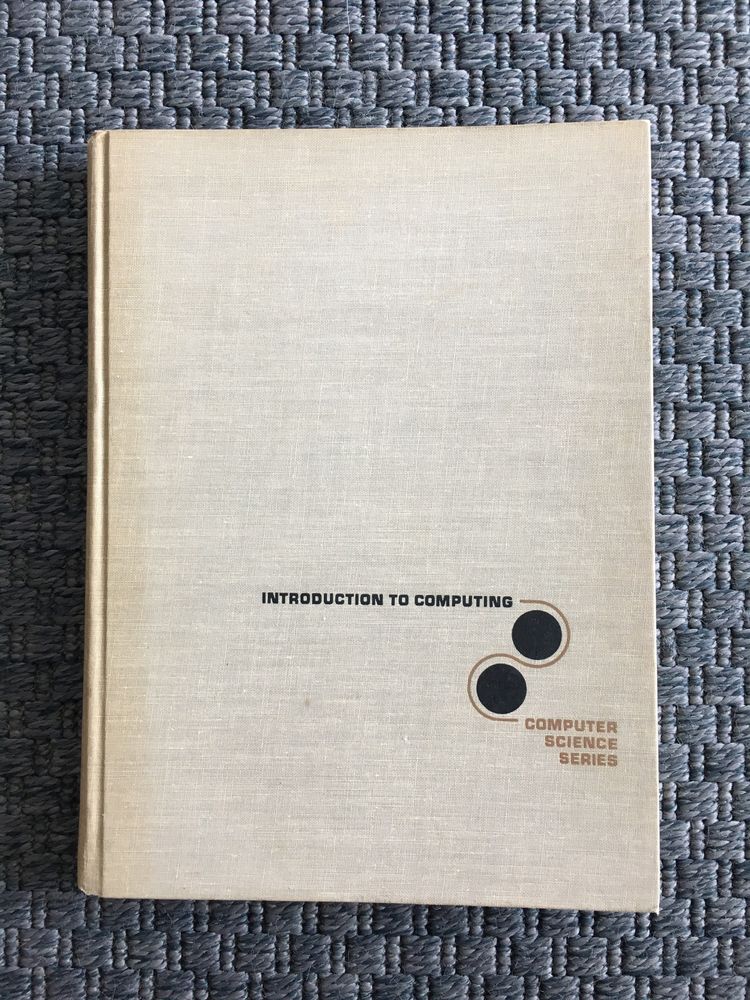 INTRODUCTION TO COMPUTING
COMPUTER
SCIENCE
SERIES